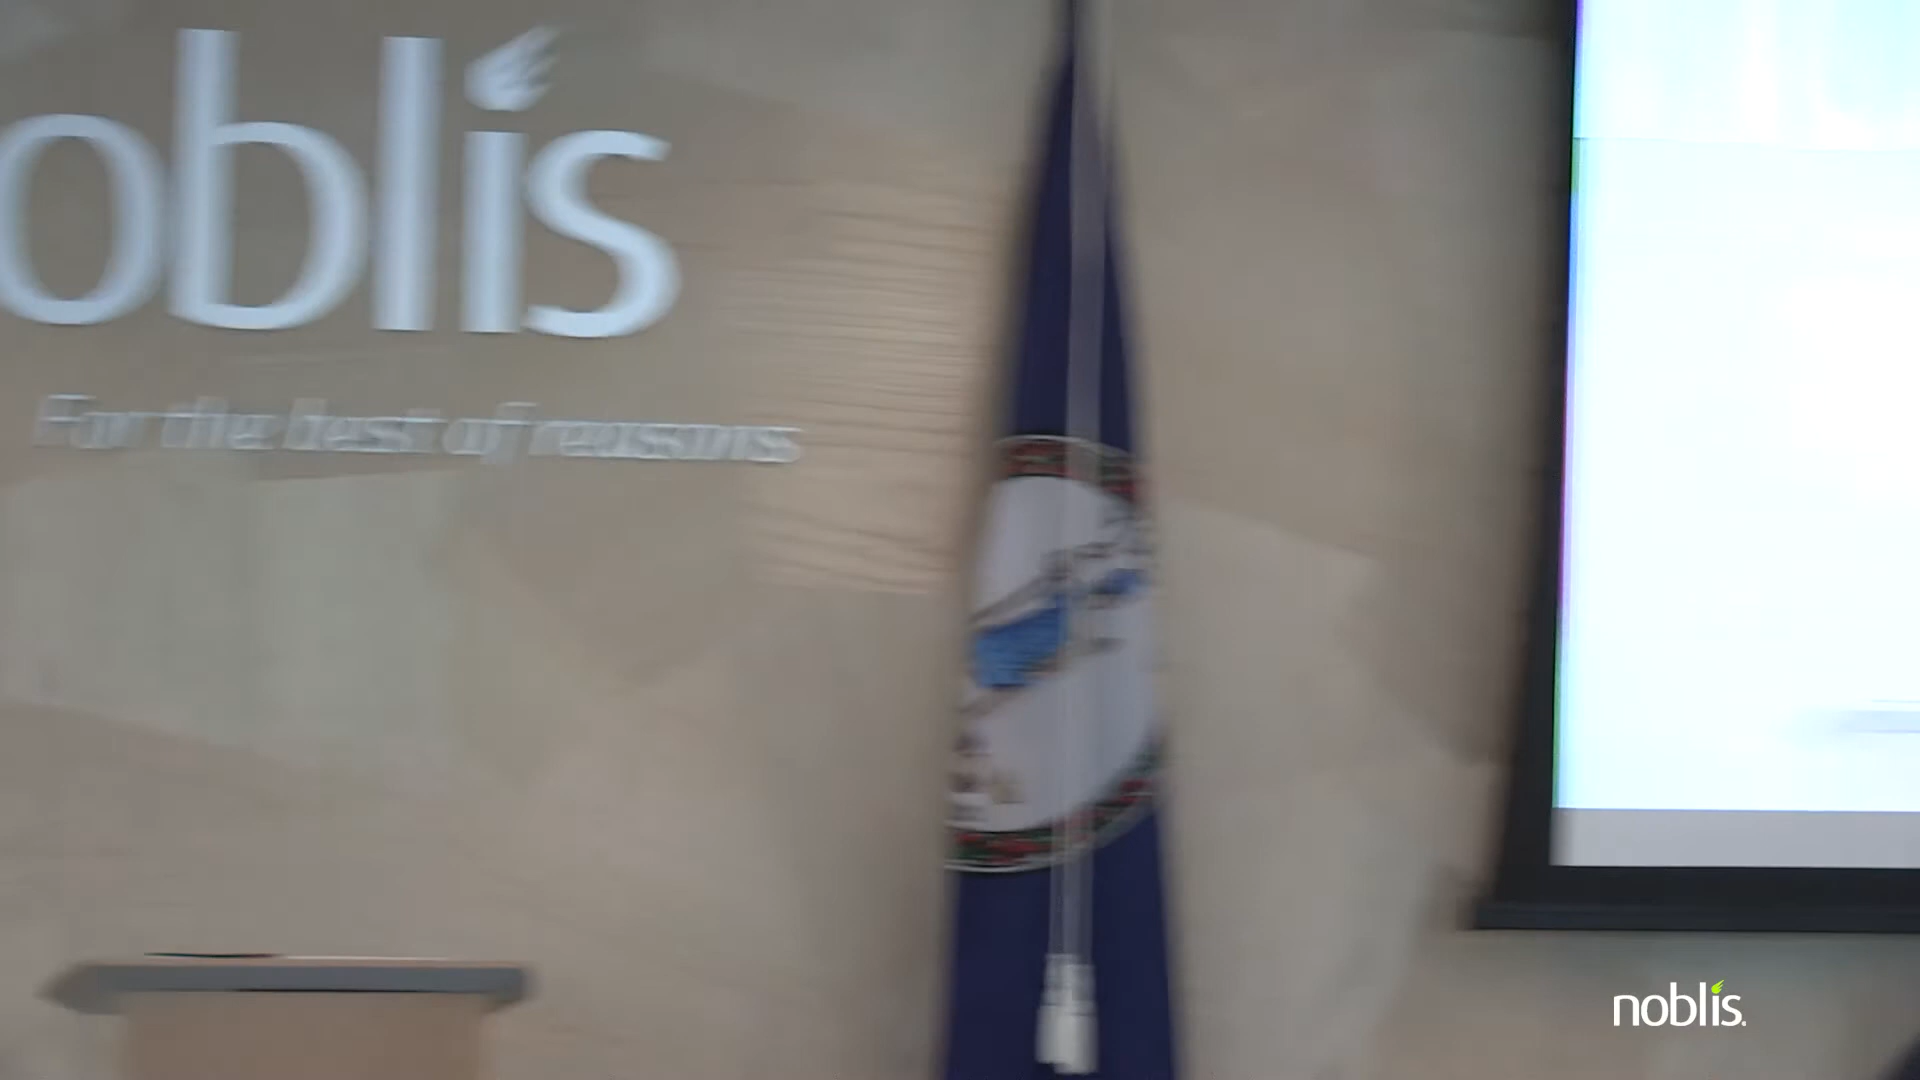 oblis
For the best of reasons
noblis.